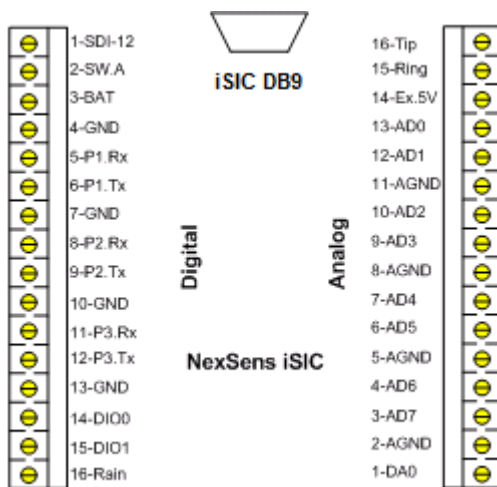 1-SDI-12
2-SW.A
3-BAT
4-GND
5-P1.Rx
6-P1.Tx
7-GND
8-P2.Rx
9-P2.Tx
10-GND
11-P3.Rx
12-P3.Tx
13-GND
14-DIO0
15-DIO1
16-Rain
iSIC DB9
Digital
Analog
NexSens iSIC
16-Tip
15-Ring
14-Ex.5V
13-AD0
12-AD1
11-AGND
10-AD2
9-AD3
8-AGND
7-AD4
6-AD5
5-AGND
4-AD6
3-AD7
2-AGND
1-DA0